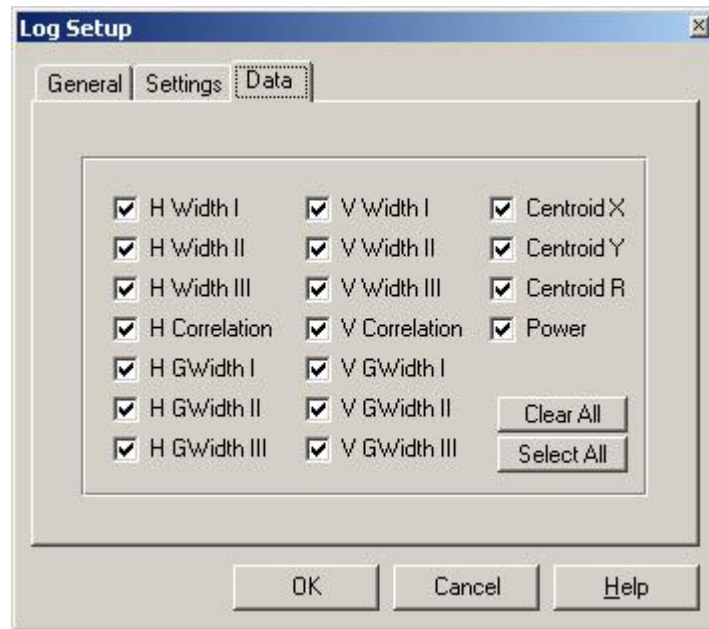 Log Setup
General Settings Data
H Width I V Width I Centroid X
H Width II V Width II Centroid Y
H Width III V Width III Centroid R
H Correlation V Correlation Power
H GWidth I V GWidth I
H GWidth II V GWidth II Clear All
H GWidth III V GWidth III Select All
OK Cancel Help